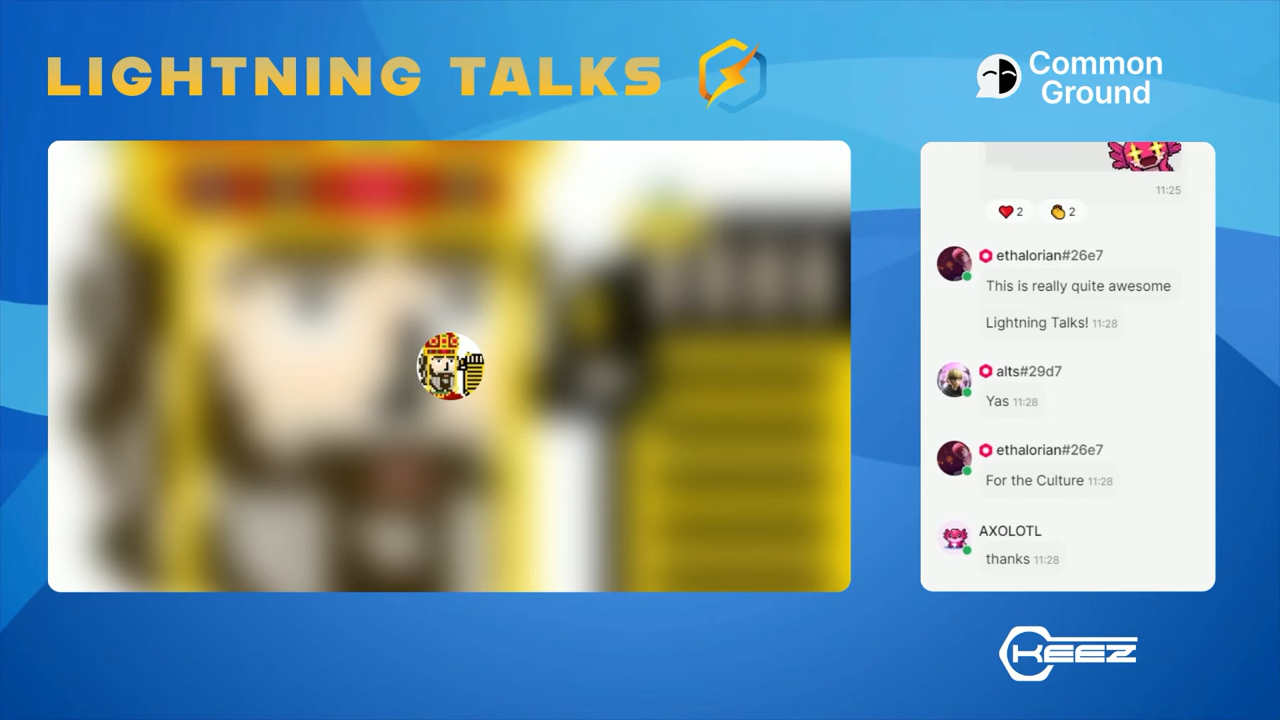 LIGHTNING TALKS
Common
Ground
11:25
2
2
ethalorian#26e7
This is really quite awesome
Lightning Talks! 11:28
alts#29d7
Yas 11:28
ethalorian#26e7
For the Culture 11:28
AXOLOTL
thanks 11:28
KEEZ